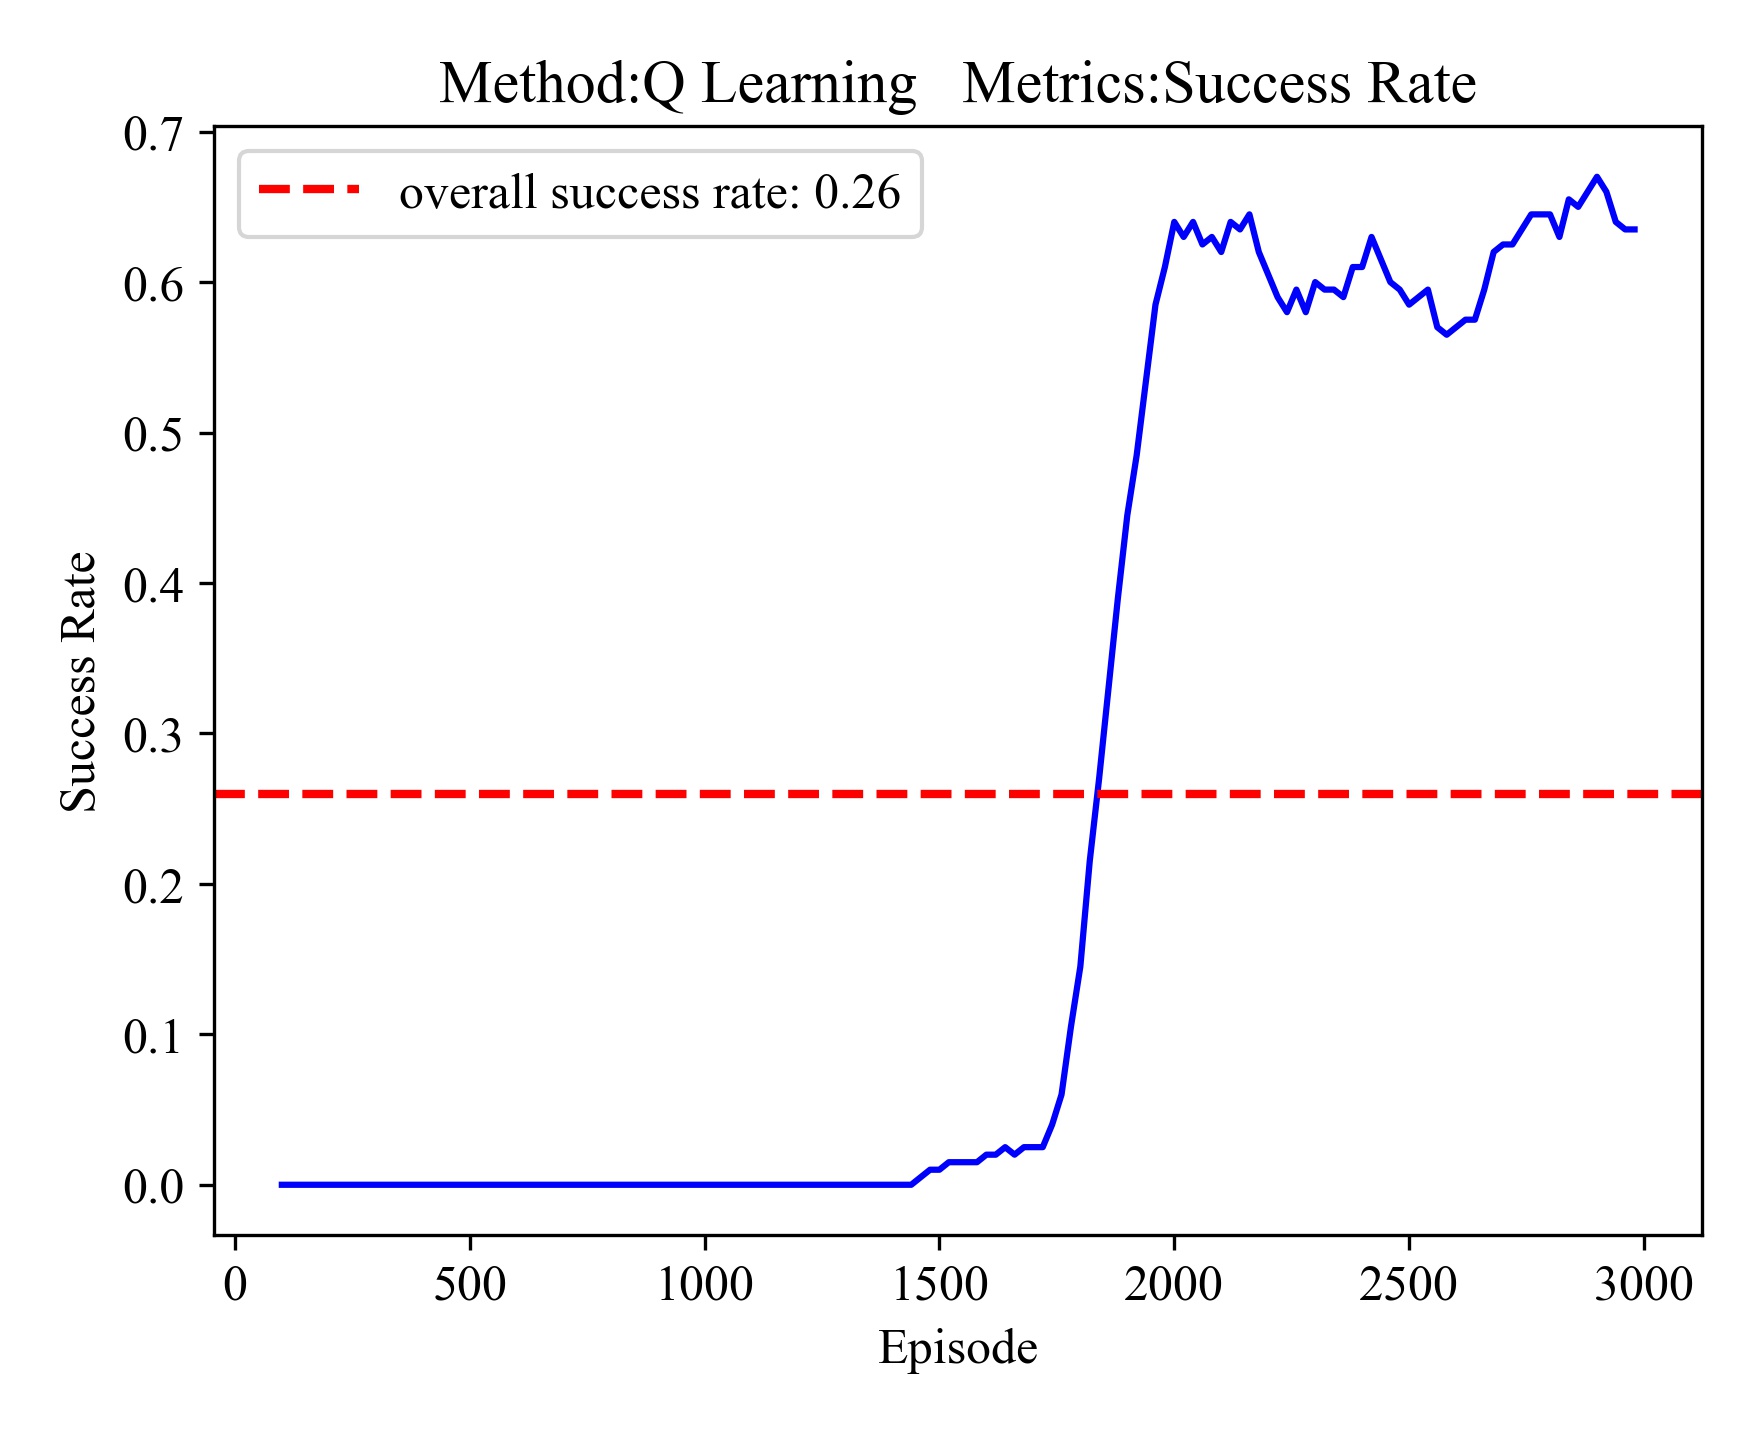 Method:Q Learning   Metrics:Success Rate
overall success rate: 0.26
0.7
0.6
0.5
0.4
0.3
0.2
0.1
0.0
Success Rate
0 500 1000 1500 2000 2500 3000
Episode